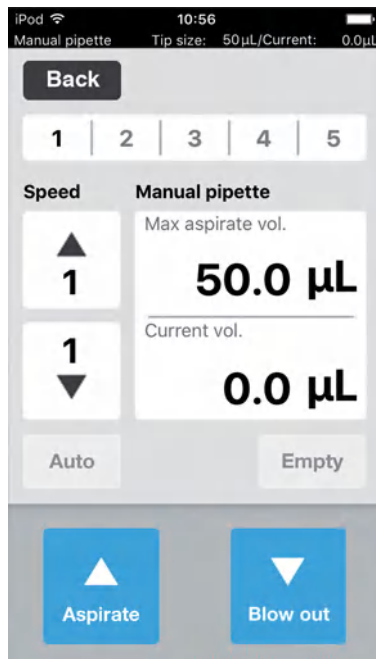 iPod 10:56
Manual pipette Tip size: 50µL/Current: 0.0µL
Back
1 2 3 4 5
Speed Manual pipette
Max aspirate vol.
1 50.0 µL
Current vol.
1 0.0 µL
Auto Empty
Aspirate Blow out